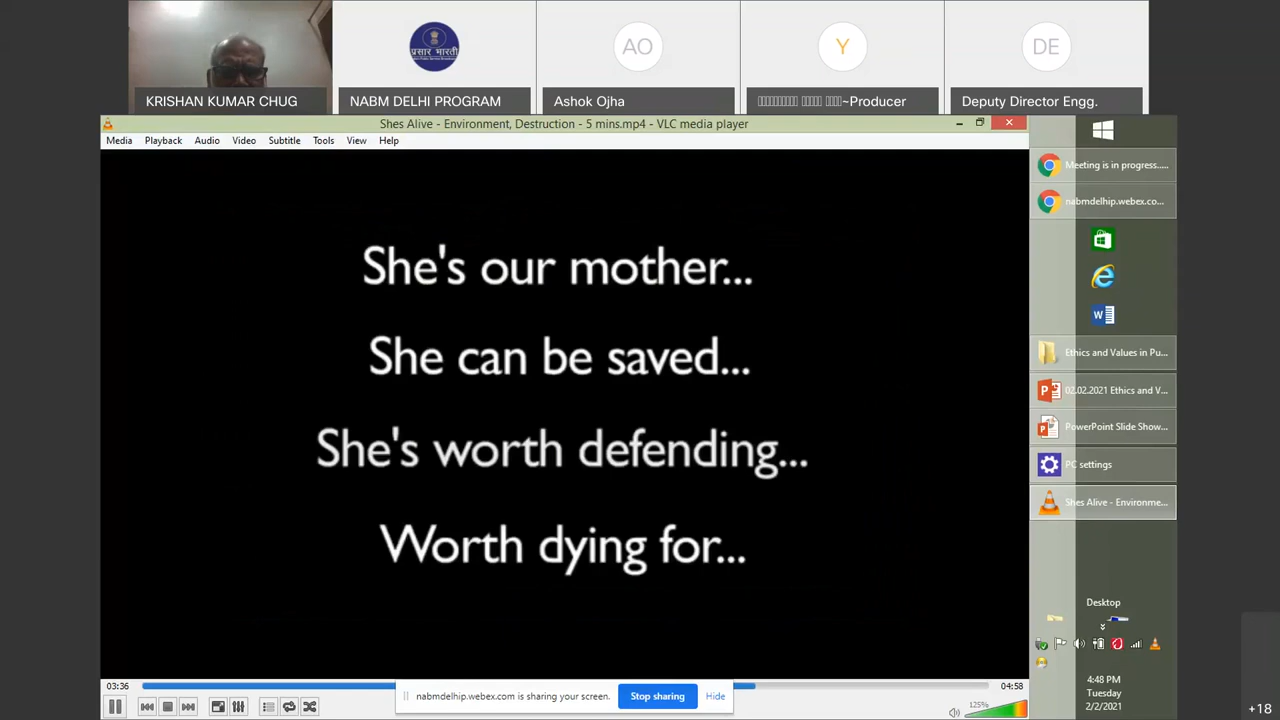 AO
Y
DE
प्रसार भारती
KRISHAN KUMAR CHUG
NABM DELHI PROGRAM
Ashok Ojha
~Producer
Deputy Director Engg.
Shes Alive - Environment, Destruction - 5 mins.mp4 - VLC media player
Media Playback Audio Video Subtitle Tools View Help
She's our mother...
She can be saved...
She's worth defending...
Worth dying for...
Meeting is in progress.....
nabmdelhip.webex.co...
Ethics and Values in Pu...
02.02.2021 Ethics and V...
PowerPoint Slide Show...
PC settings
Shes Alive - Environme...
Desktop
4:48 PM
Tuesday
2/2/2021
03:36
04:58
nabmdelhip.webex.com is sharing your screen.
Stop sharing
Hide
125%
+18